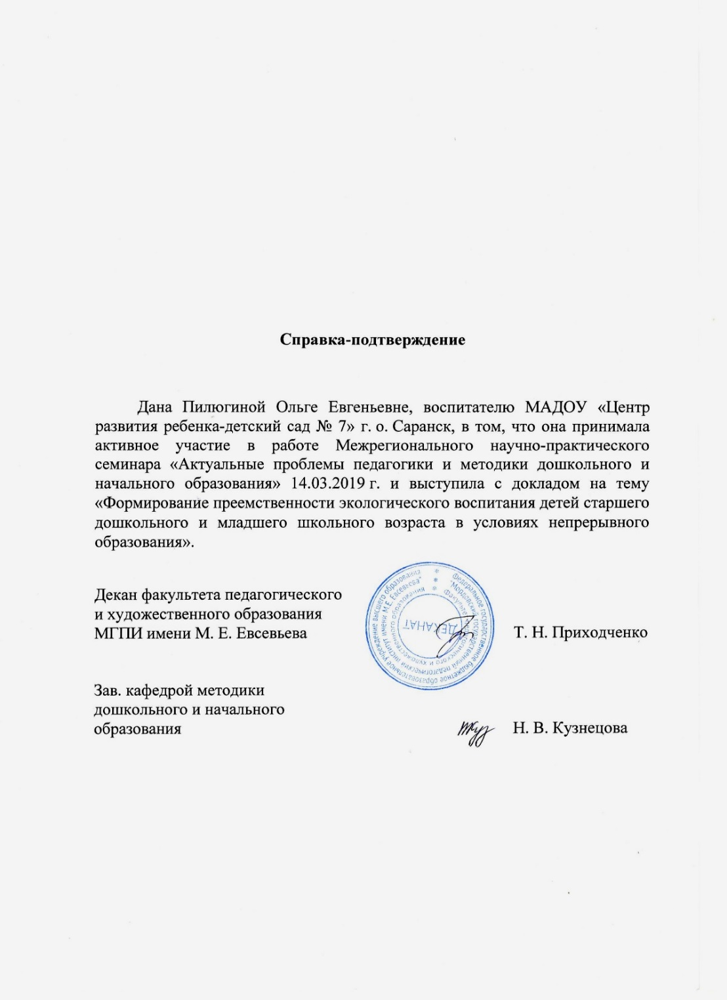 Справка-подтверждение
Дана Пилюгиной Ольге Евгеньевне, воспитателю МАДОУ «Центр
развития ребенка-детский сад № 7» г. о. Саранск, в том, что она принимала
активное участие в работе Межрегионального научно-практического
семинара «Актуальные проблемы педагогики и методики дошкольного и
начального образования» 14.03.2019 г. и выступила с докладом на тему
«Формирование преемственности экологического воспитания детей старшего
дошкольного и младшего школьного возраста в условиях непрерывного
образования».
Декан факультета педагогического
и художественного образования
МГПИ имени М. Е. Евсевьева
Т. Н. Приходченко
Федеральное государственное бюджетное образовательное учреждение высшего образования
"Мордовский государственный педагогический институт имени М.Е. Евсевьева"
Факультет педагогического и художественного образования
ДЕКАНАТ
Зав. кафедрой методики
дошкольного и начального
образования
Н. В. Кузнецова